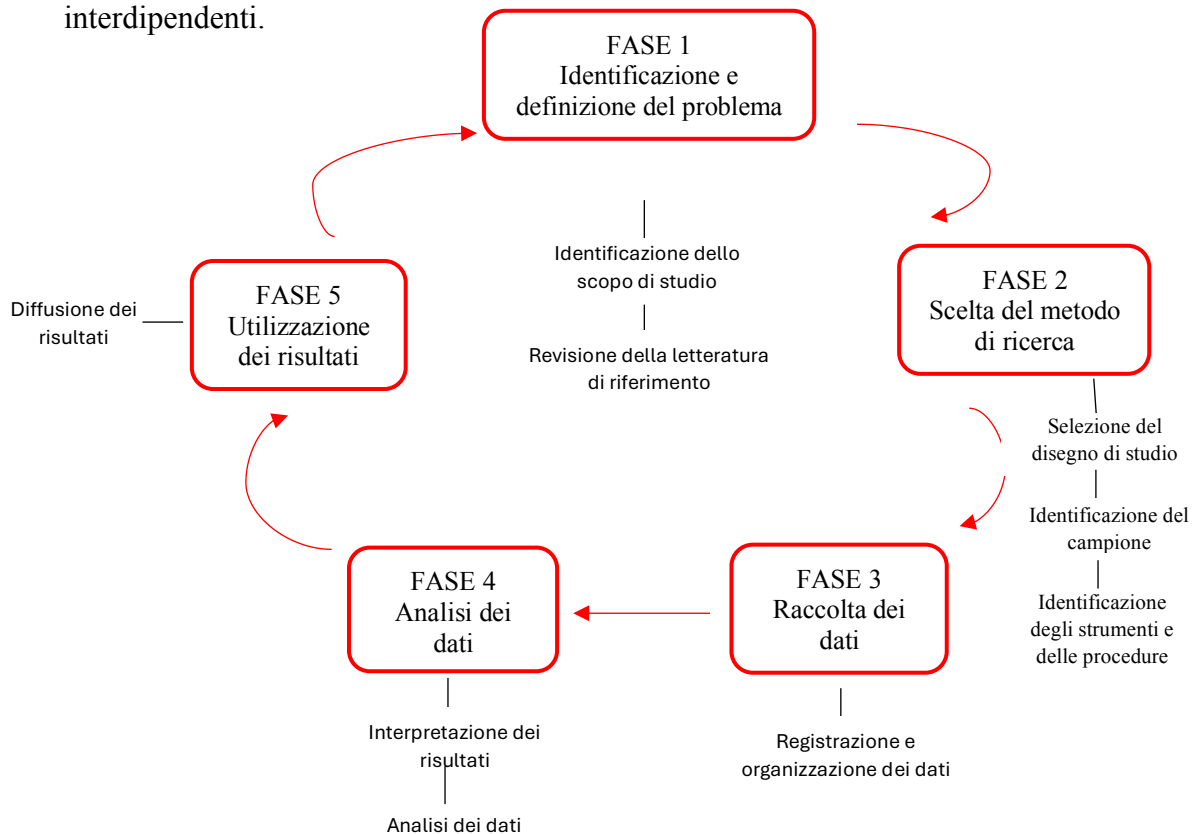 interdipendenti.
FASE 1
Identificazione e
definizione del problema
Identificazione dello
scopo di studio
Revisione della letteratura
di riferimento
FASE 2
Scelta del metodo
di ricerca
Selezione del
disegno di studio
Identificazione del
campione
Identificazione
degli strumenti e
delle procedure
FASE 3
Raccolta dei
dati
Registrazione e
organizzazione dei dati
FASE 4
Analisi dei
dati
Interpretazione dei
risultati
Analisi dei dati
FASE 5
Utilizzazione
dei risultati
Diffusione dei
risultati